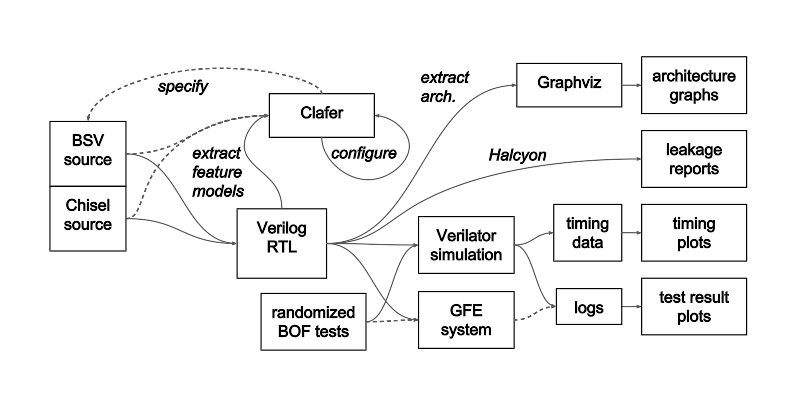 extract
arch.
Graphviz
architecture
graphs
specify
Clafer
BSV
source
extract
feature
models
configure
Halcyon
leakage
reports
Chisel
source
Verilog
RTL
Verilator
simulation
timing
data
timing
plots
randomized
BOF tests
GFE
system
logs
test result
plots